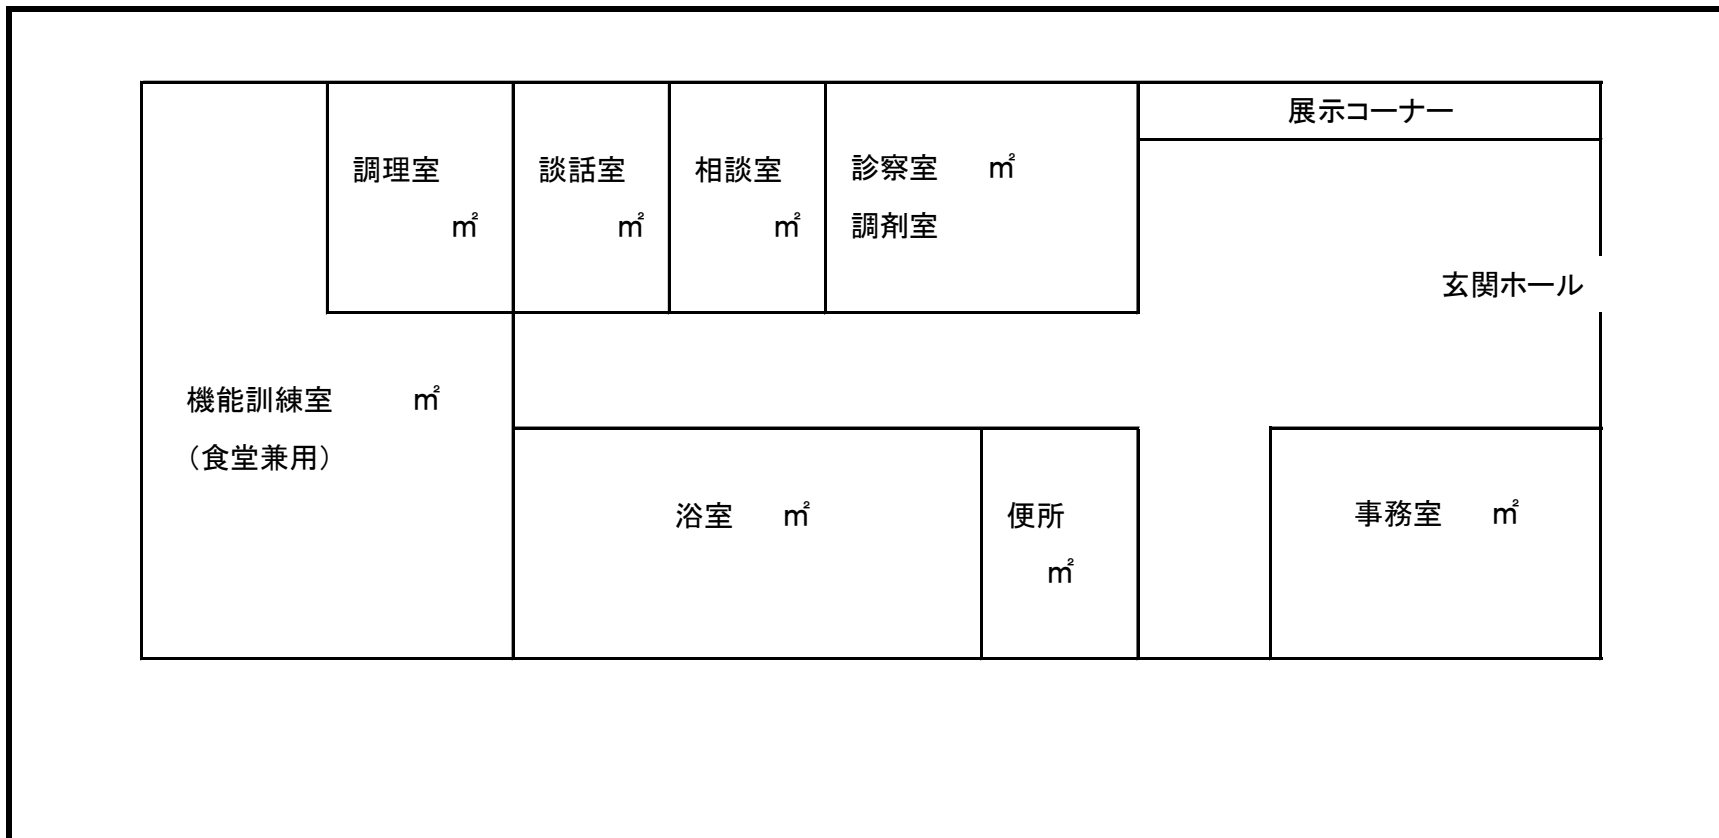 展示コーナー
調理室
㎡
談話室
㎡
相談室
㎡
診察室　　㎡
調剤室
玄関ホール
機能訓練室　　　㎡
（食堂兼用）
浴室　　㎡
便所
㎡
事務室　　㎡